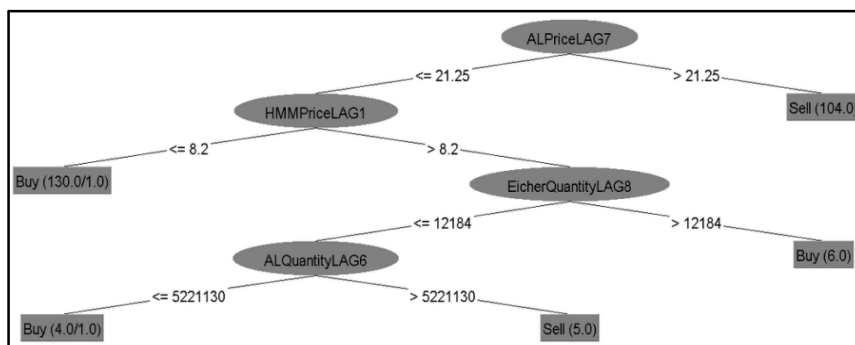 ALPriceLAG7
<= 21.25 > 21.25
HMMPriceLAG1 Sell (104.0)
<= 8.2 > 8.2
Buy (130.0/1.0) EicherQuantityLAG8
<= 12184 > 12184
ALQuantityLAG6 Buy (6.0)
<= 5221130 > 5221130
Buy (4.0/1.0) Sell (5.0)